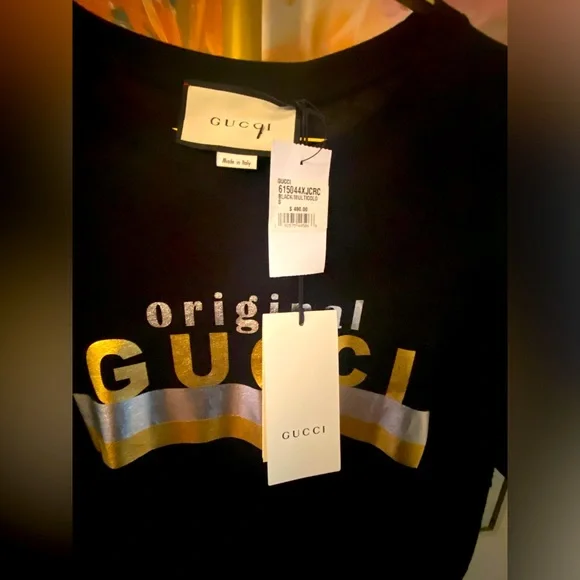 GUCCI
Made in Italy
GUCCI
615044XJCRC
BLACK/MULTICOLO
S
$ 490.00
original
GUCCI
GUCCI